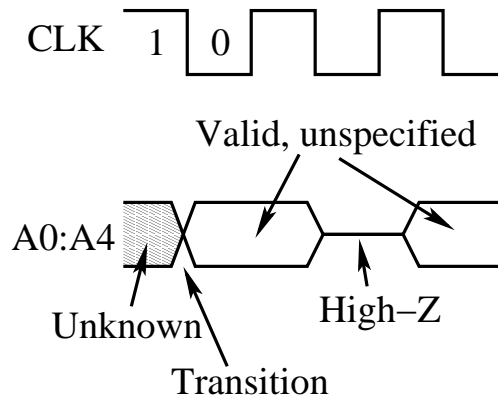 CLK 1 0
Valid, unspecified
A0:A4
Unknown
High−Z
Transition